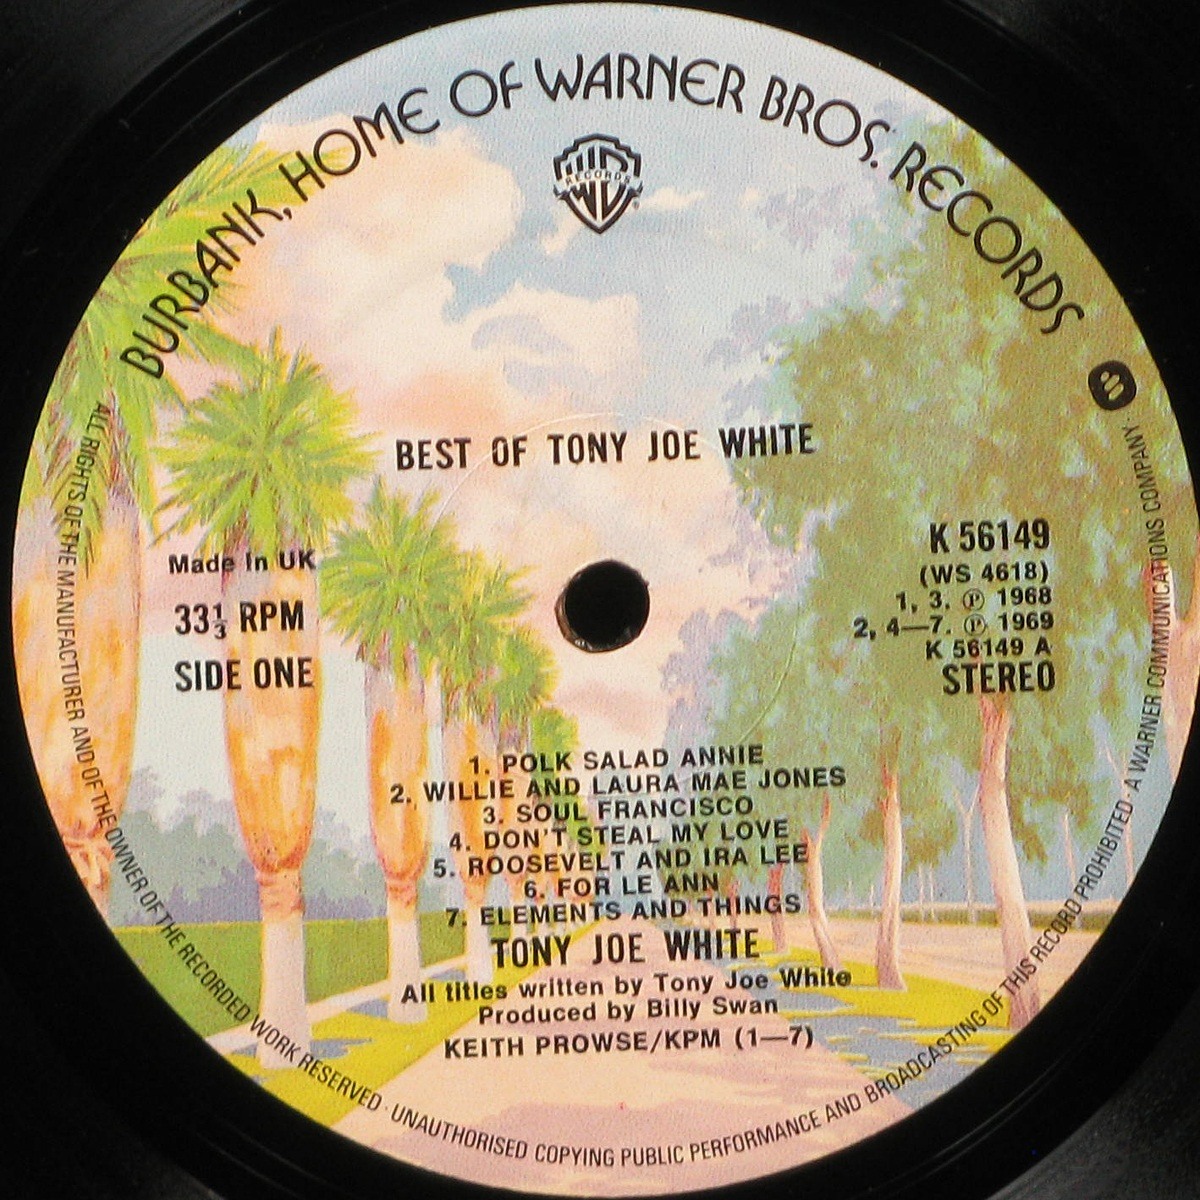 BURBANK, HOME OF WARNER BROS. RECORDS
W B
RECORDS
BEST OF TONY JOE WHITE
Made In UK
33⅓ RPM
SIDE ONE
K 56149
(WS 4618)
1, 3. ℗ 1968
2, 4—7. ℗ 1969
K 56149 A
STEREO
1. POLK SALAD ANNIE
2. WILLIE AND LAURA MAE JONES
3. SOUL FRANCISCO
4. DON'T STEAL MY LOVE
5. ROOSEVELT AND IRA LEE
6. FOR LE ANN
7. ELEMENTS AND THINGS
TONY JOE WHITE
All titles written by Tony Joe White
Produced by Billy Swan
KEITH PROWSE/KPM (1—7)
ALL RIGHTS OF THE MANUFACTURER AND OF THE OWNER OF THE RECORDED WORK RESERVED · UNAUTHORISED COPYING PUBLIC PERFORMANCE AND BROADCASTING OF THIS RECORD PROHIBITED · A WARNER COMMUNICATIONS COMPANY ·